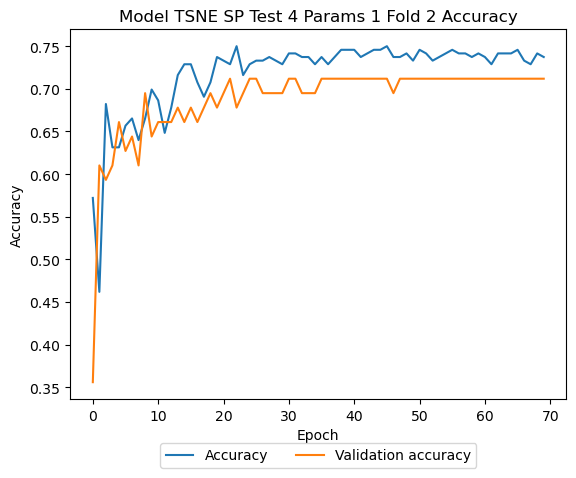 Model TSNE SP Test 4 Params 1 Fold 2 Accuracy
0.75
0.70
0.65
0.60
0.55
0.50
0.45
0.40
0.35
Accuracy
0 10 20 30 40 50 60 70
Epoch
Accuracy Validation accuracy